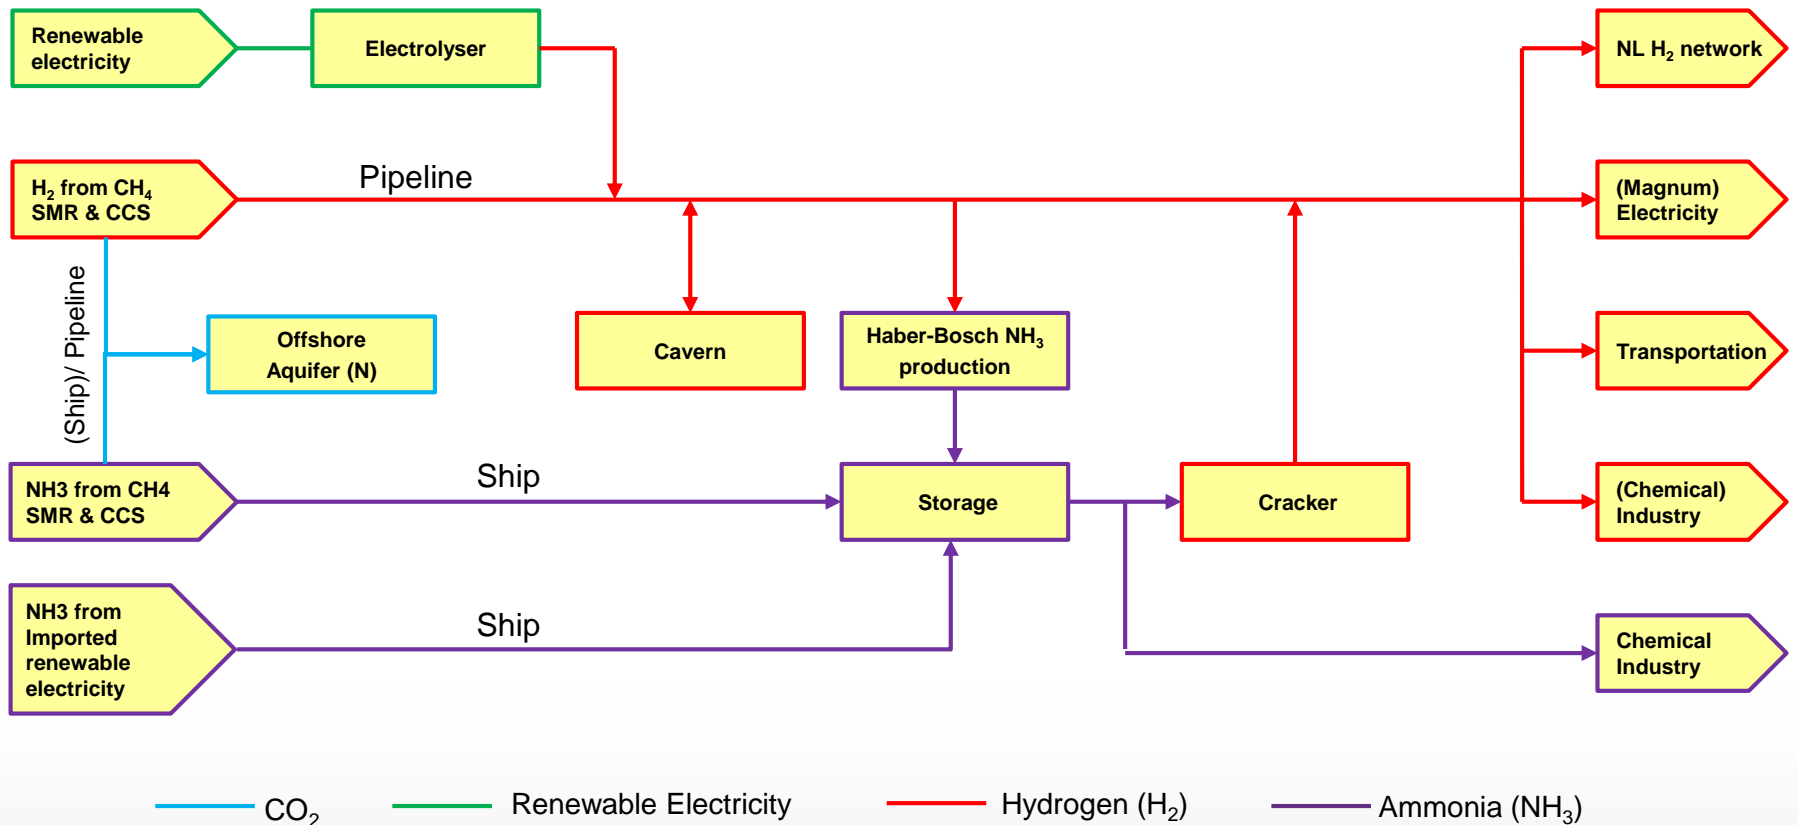 Renewable
electricity
Electrolyser
NL H₂ network
H₂ from CH₄
SMR & CCS
Pipeline
(Magnum)
Electricity
(Ship)/ Pipeline
Offshore
Aquifer (N)
Cavern
Haber-Bosch NH₃
production
Transportation
NH3 from CH4
SMR & CCS
Ship
Storage
Cracker
(Chemical)
Industry
NH3 from
Imported
renewable
electricity
Ship
Chemical
Industry
CO₂
Renewable Electricity
Hydrogen (H₂)
Ammonia (NH₃)